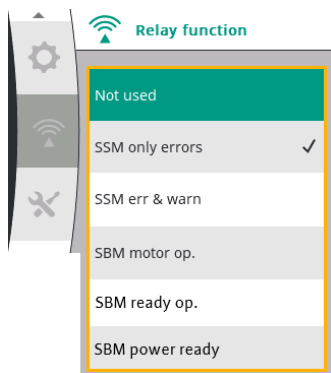 Relay function
Not used
SSM only errors
SSM err & warn
SBM motor op.
SBM ready op.
SBM power ready